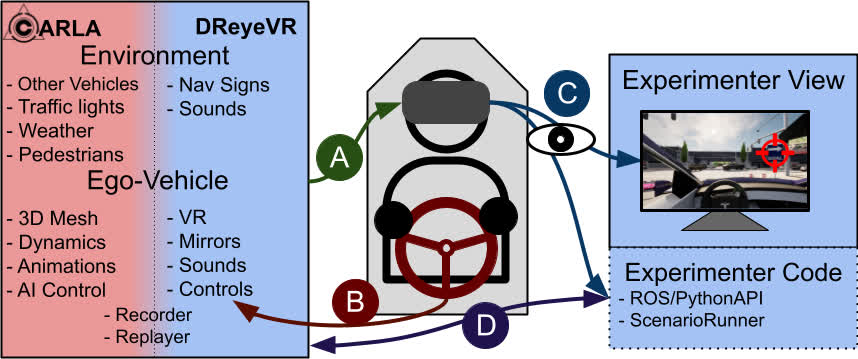 CARLA
DReyeVR
Environment
- Other Vehicles
- Traffic lights
- Weather
- Pedestrians
- Nav Signs
- Sounds
Ego-Vehicle
- 3D Mesh
- Dynamics
- Animations
- AI Control
- VR
- Mirrors
- Sounds
- Controls
- Recorder
- Replayer
A
B
C
D
Experimenter View
Experimenter Code
- ROS/PythonAPI
- ScenarioRunner